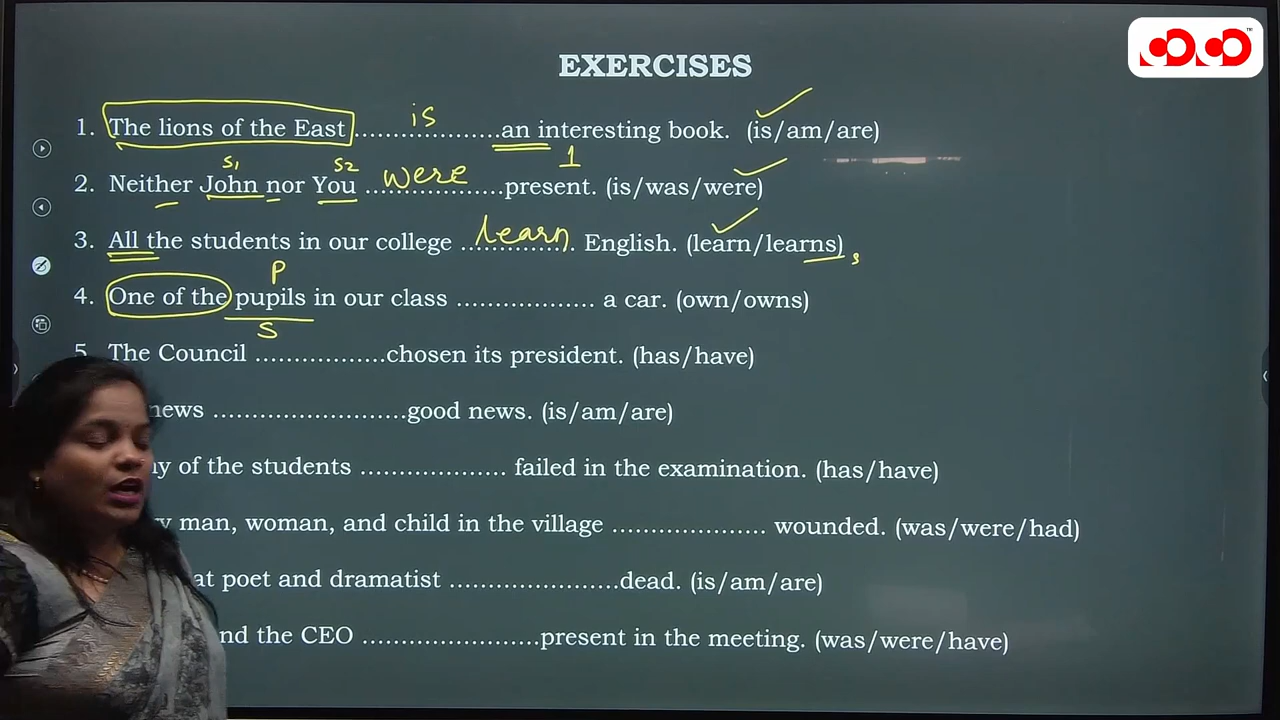 EXERCISES
is
1. The lions of the East ....................an interesting book. (is/am/are)
1
S1 S2
were
2. Neither John nor You ....................present. (is/was/were)
learn
3. All the students in our college ................ English. (learn/learns)
s
P
4. One of the pupils in our class ................. a car. (own/owns)
S
5. The Council .................chosen its president. (has/have)
news ........................good news. (is/am/are)
of the students .................. failed in the examination. (has/have)
man, woman, and child in the village ................... wounded. (was/were/had)
poet and dramatist .....................dead. (is/am/are)
the CEO ......................present in the meeting. (was/were/have)